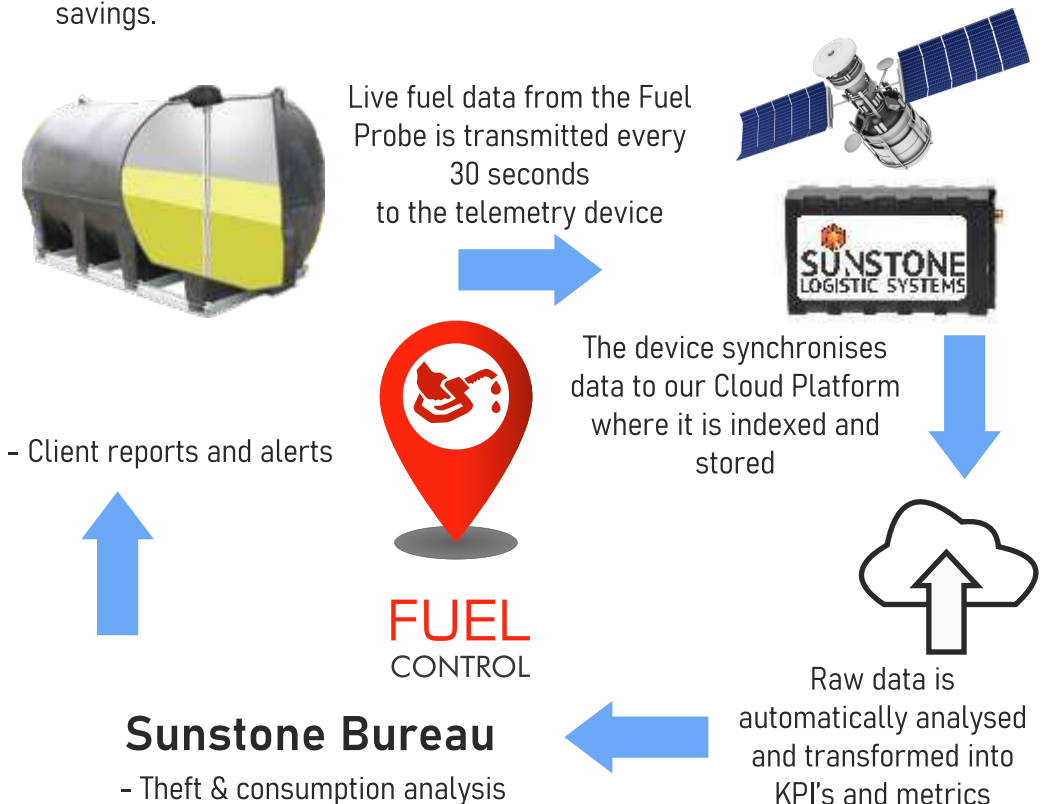 savings.
Live fuel data from the Fuel
Probe is transmitted every
30 seconds
to the telemetry device
SUNSTONE
LOGISTIC SYSTEMS
The device synchronises
data to our Cloud Platform
where it is indexed and
stored
- Client reports and alerts
FUEL
CONTROL
Raw data is
automatically analysed
and transformed into
KPI's and metrics
Sunstone Bureau
- Theft & consumption analysis